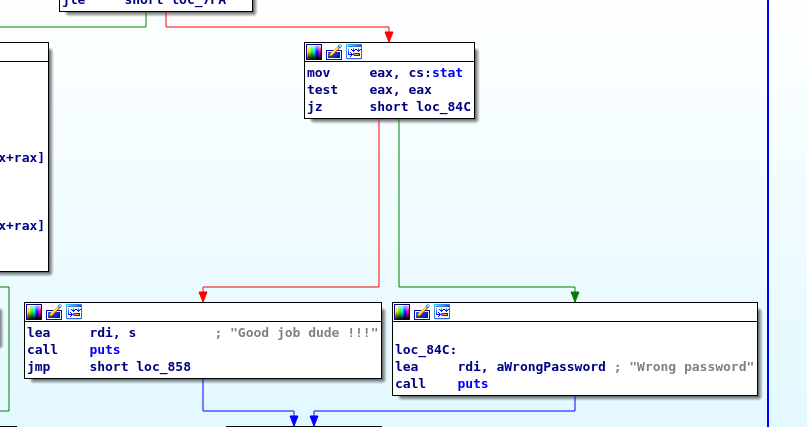 jle short loc_7FA
mov eax, cs:stat
test eax, eax
jz short loc_84C
x+rax]
x+rax]
lea rdi, s ; "Good job dude !!!"
call puts
jmp short loc_858
loc_84C:
lea rdi, aWrongPassword ; "Wrong password"
call puts